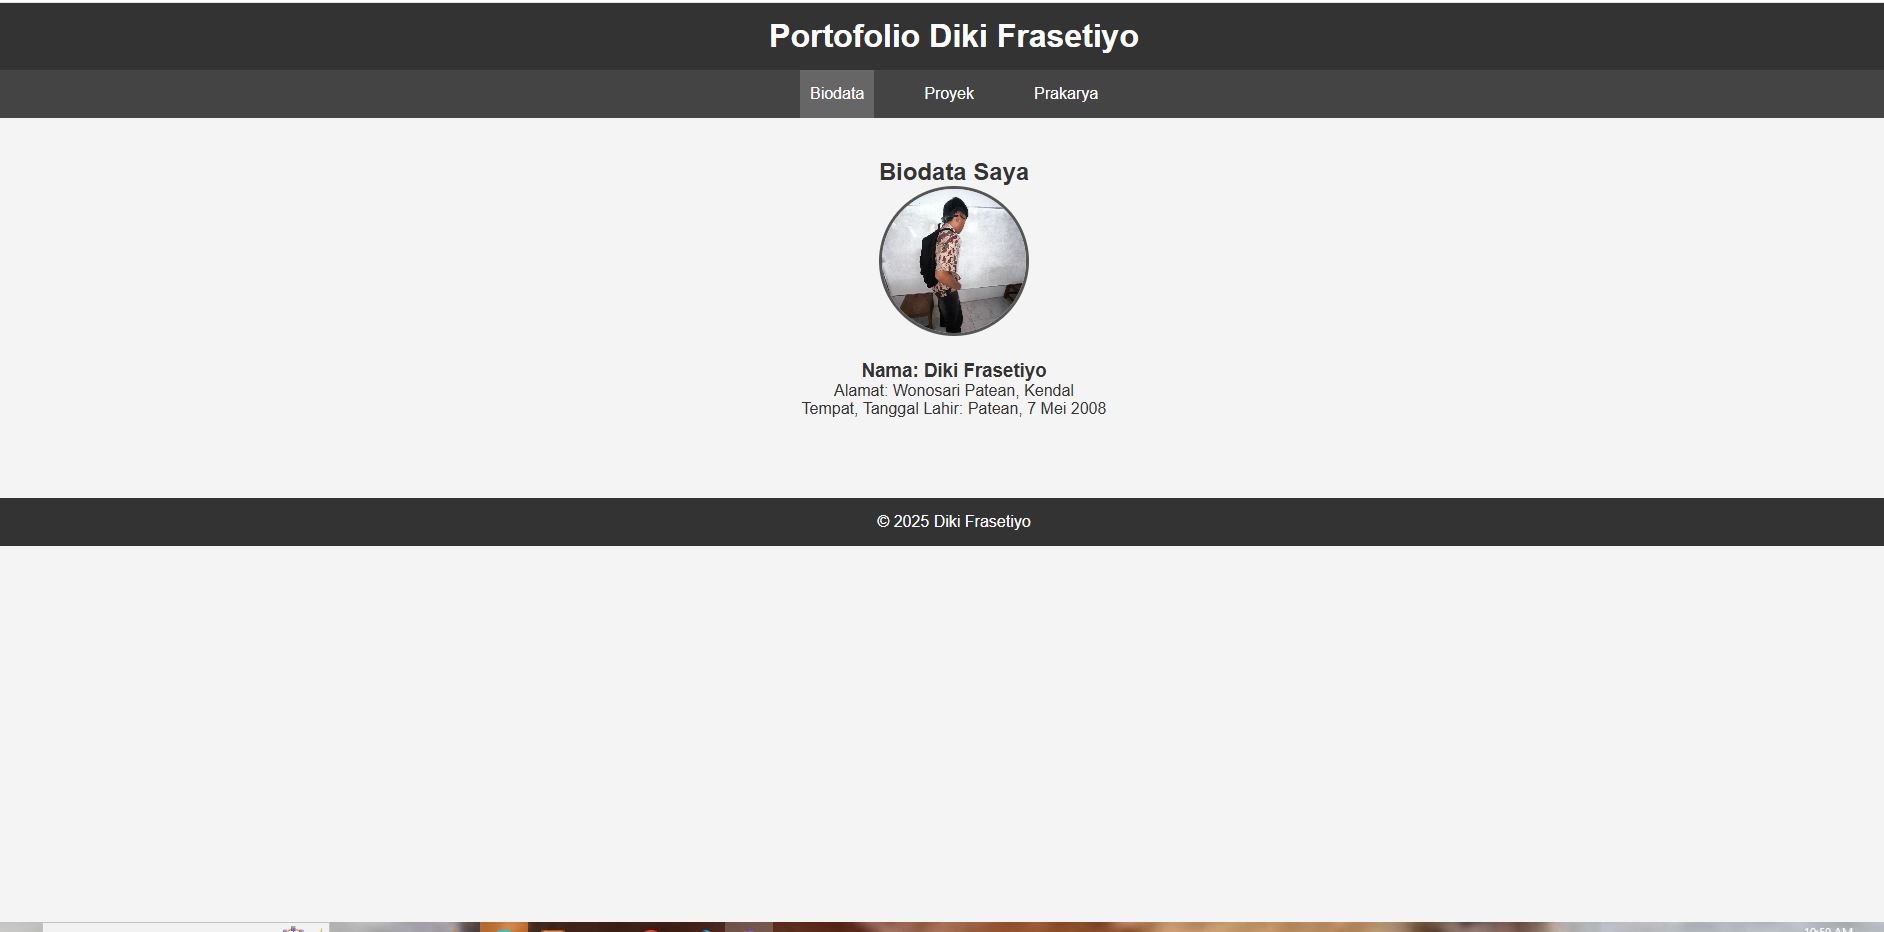 Portofolio Diki Frasetiyo
Biodata Proyek Prakarya
Biodata Saya
Nama: Diki Frasetiyo
Alamat: Wonosari Patean, Kendal
Tempat, Tanggal Lahir: Patean, 7 Mei 2008
© 2025 Diki Frasetiyo